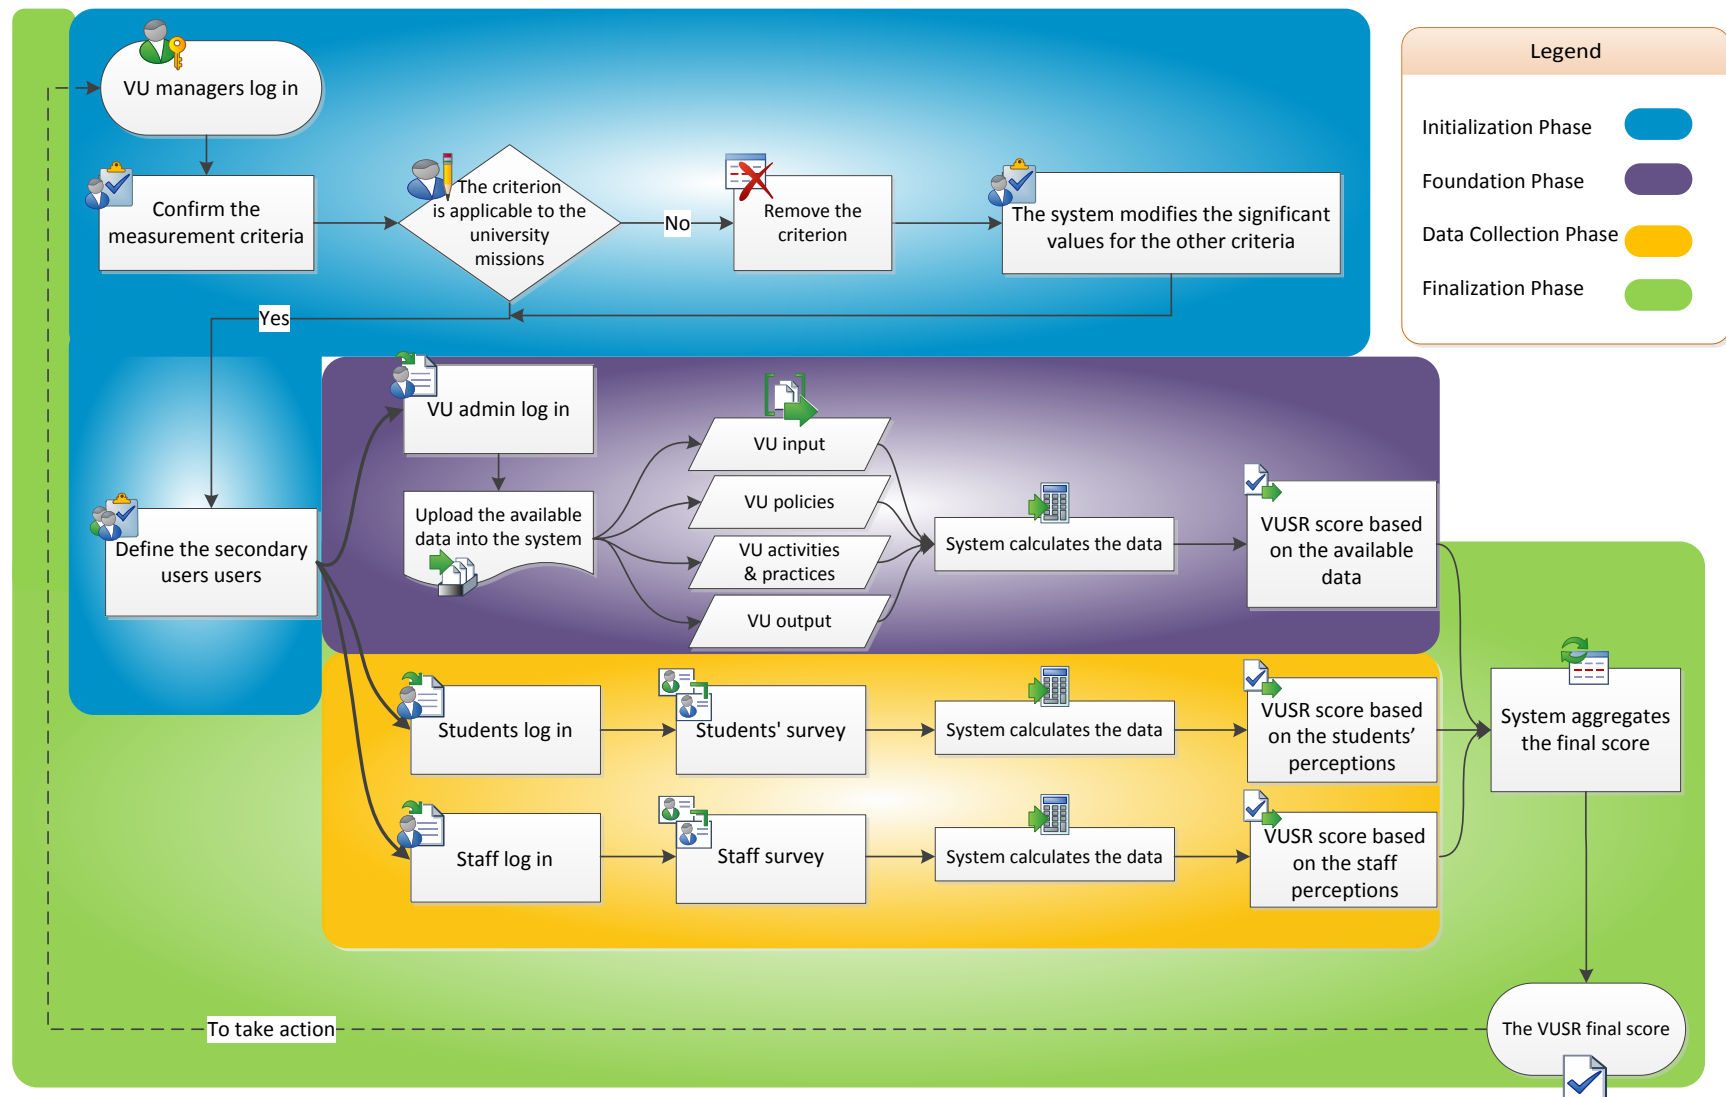 Legend
Initialization Phase
Foundation Phase
Data Collection Phase
Finalization Phase
VU managers log in
Confirm the
measurement criteria
The criterion
is applicable to the
university
missions
No
Remove the
criterion
The system modifies the significant
values for the other criteria
Yes
Define the secondary
users users
VU admin log in
Upload the available
data into the system
VU input
VU policies
VU activities
& practices
VU output
System calculates the data
VUSR score based
on the available
data
Students log in
Students' survey
System calculates the data
VUSR score based
on the students’
perceptions
Staff log in
Staff survey
System calculates the data
VUSR score based
on the staff
perceptions
System aggregates
the final score
The VUSR final score
To take action